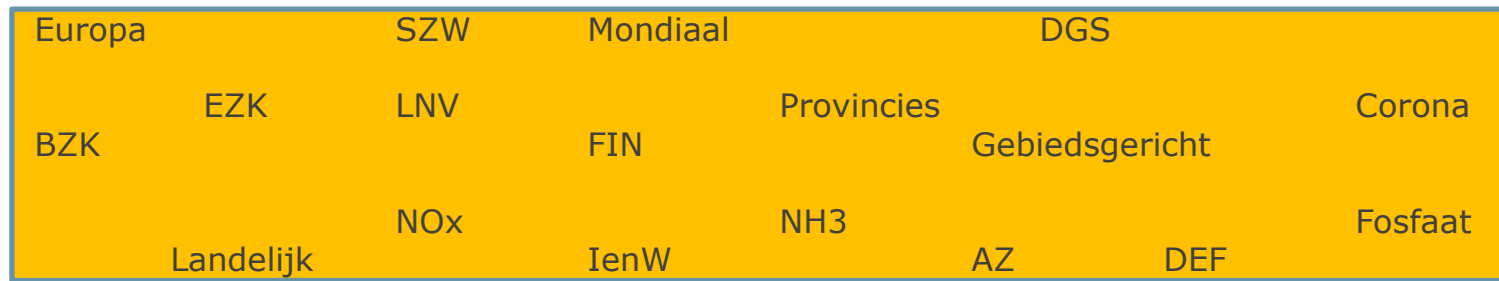 Europa SZW Mondiaal DGS
EZK LNV Provincies Corona
BZK FIN Gebiedsgericht
NOx NH3 Fosfaat
Landelijk IenW AZ DEF